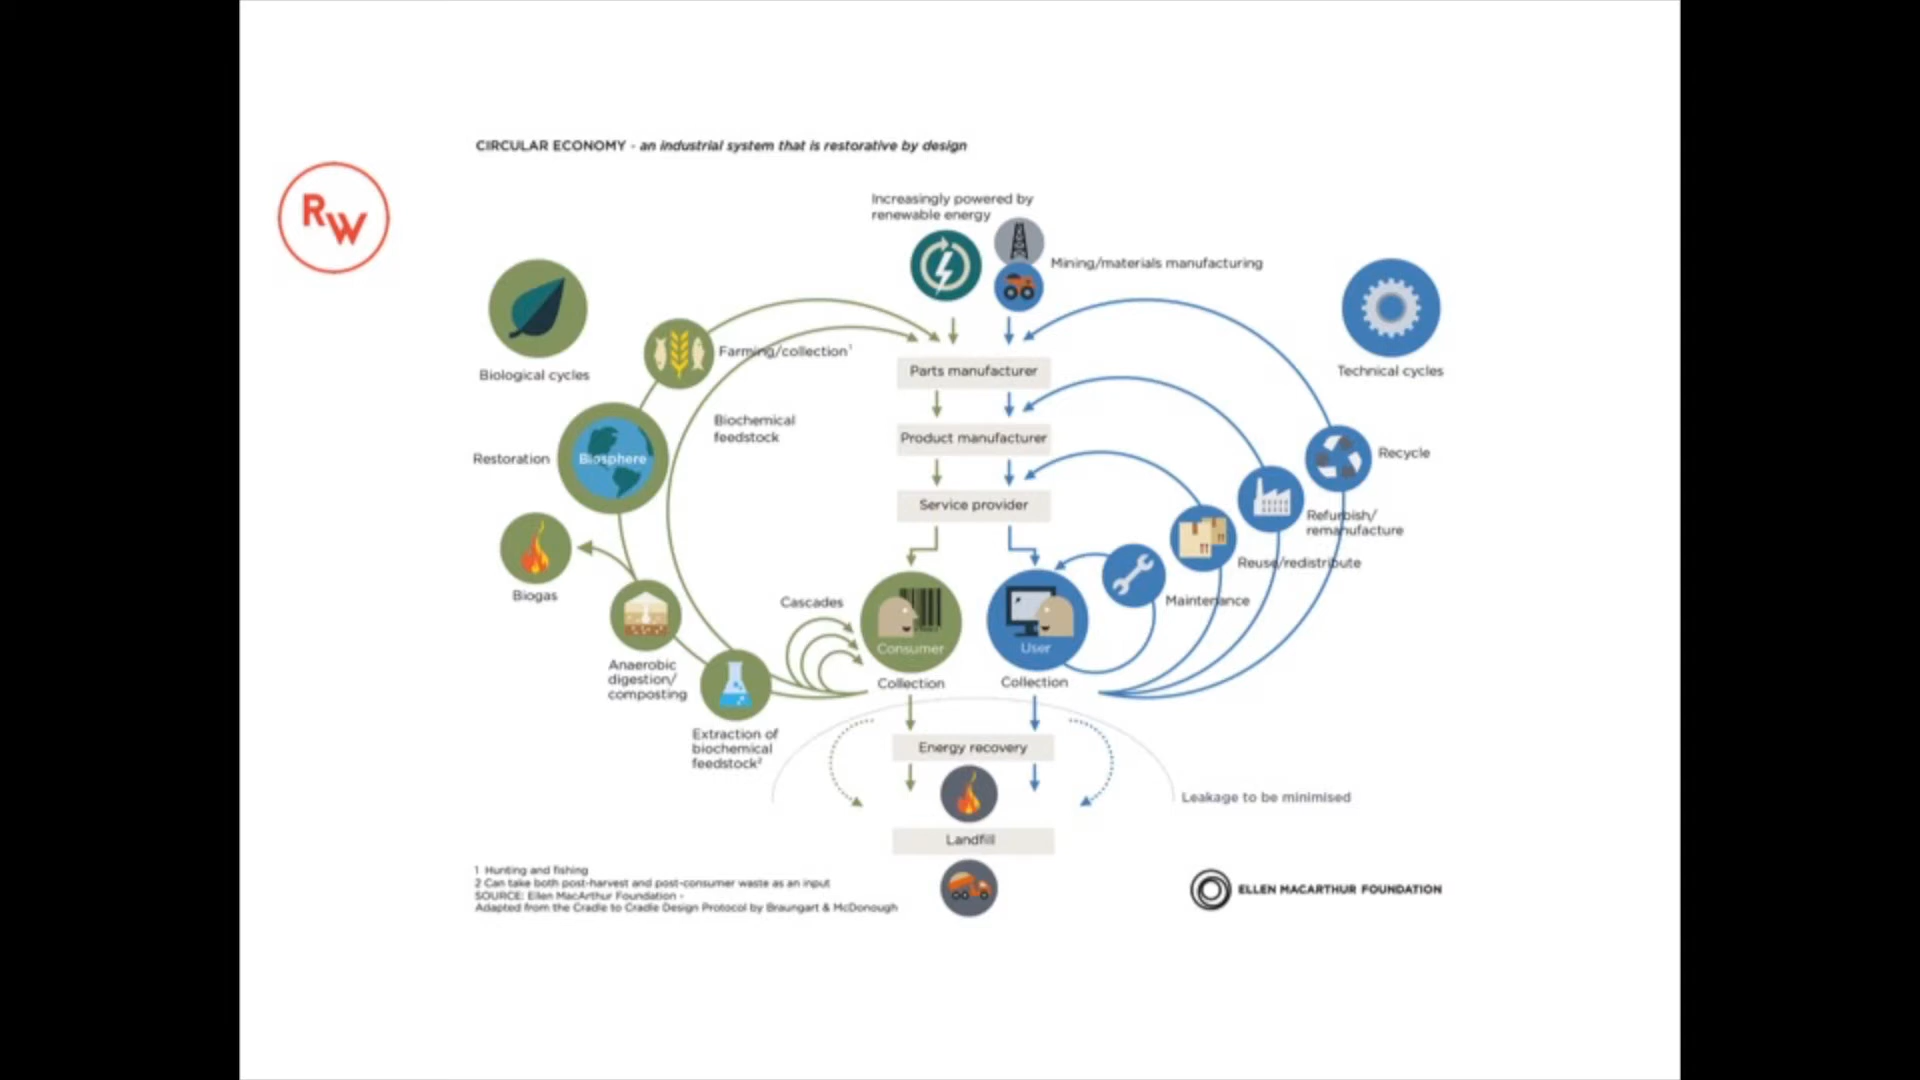 CIRCULAR ECONOMY - an industrial system that is restorative by design
RW
Increasingly powered by
renewable energy
Mining/materials manufacturing
Biological cycles
Technical cycles
Farming/collection¹
Parts manufacturer
Biochemical
feedstock
Product manufacturer
Restoration
Biosphere
Recycle
Service provider
Refurbish/
remanufacture
Reuse/redistribute
Biogas
Cascades
Maintenance
Consumer
User
Anaerobic
digestion/
composting
Collection
Collection
Extraction of
biochemical
feedstock²
Energy recovery
Leakage to be minimised
Landfill
1 Hunting and fishing
2 Can take both post-harvest and post-consumer waste as an input
SOURCE: Ellen MacArthur Foundation -
Adapted from the Cradle to Cradle Design Protocol by Braungart & McDonough
ELLEN MACARTHUR FOUNDATION